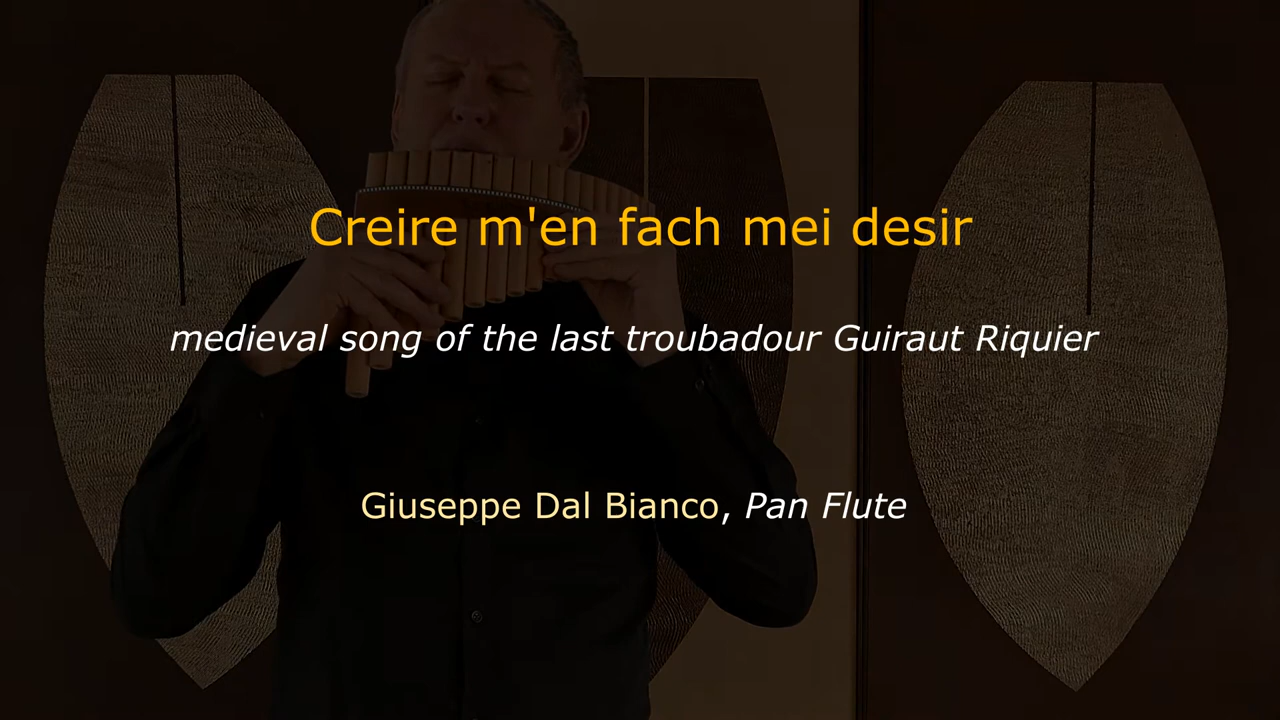 Creire m'en fach mei desir
medieval song of the last troubadour Guiraut Riquier
Giuseppe Dal Bianco, Pan Flute